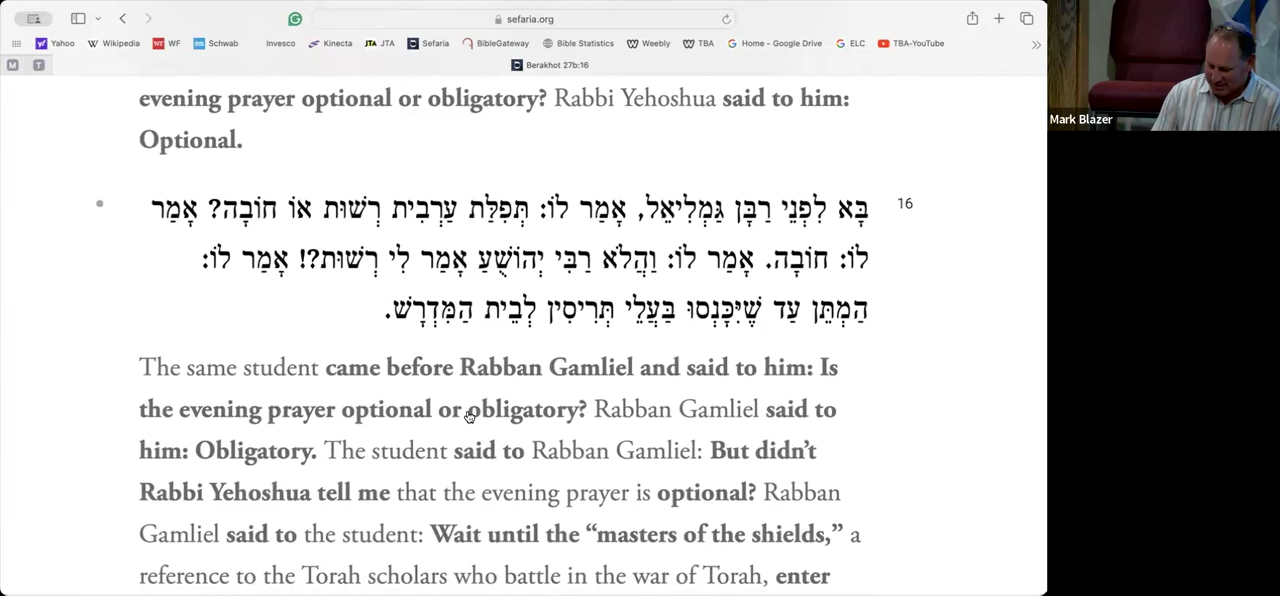 sefaria.org
Yahoo Wikipedia WF WF Schwab Invesco Kinecta JTA JTA Sefaria BibleGateway Bible Statistics Weebly TBA Home - Google Drive ELC TBA-YouTube
M T Berakhot 27b:16
Mark Blazer
evening prayer optional or obligatory? Rabbi Yehoshua said to him:
Optional.
16
בָּא לִפְנֵי רַבָּן גַּמְלִיאֵל, אָמַר לוֹ: תְּפִלַּת עַרְבִית רְשׁוּת אוֹ חוֹבָה? אָמַר
לוֹ: חוֹבָה. אָמַר לוֹ: וַהֲלֹא רַבִּי יְהוֹשֻׁעַ אָמַר לִי רְשׁוּת?! אָמַר לוֹ:
הַמְתֵּן עַד שֶׁיִּכָּנְסוּ בַּעֲלֵי תְּרִיסִין לְבֵית הַמִּדְרָשׁ.
The same student came before Rabban Gamliel and said to him: Is
the evening prayer optional or obligatory? Rabban Gamliel said to
him: Obligatory. The student said to Rabban Gamliel: But didn’t
Rabbi Yehoshua tell me that the evening prayer is optional? Rabban
Gamliel said to the student: Wait until the “masters of the shields,” a
reference to the Torah scholars who battle in the war of Torah, enter